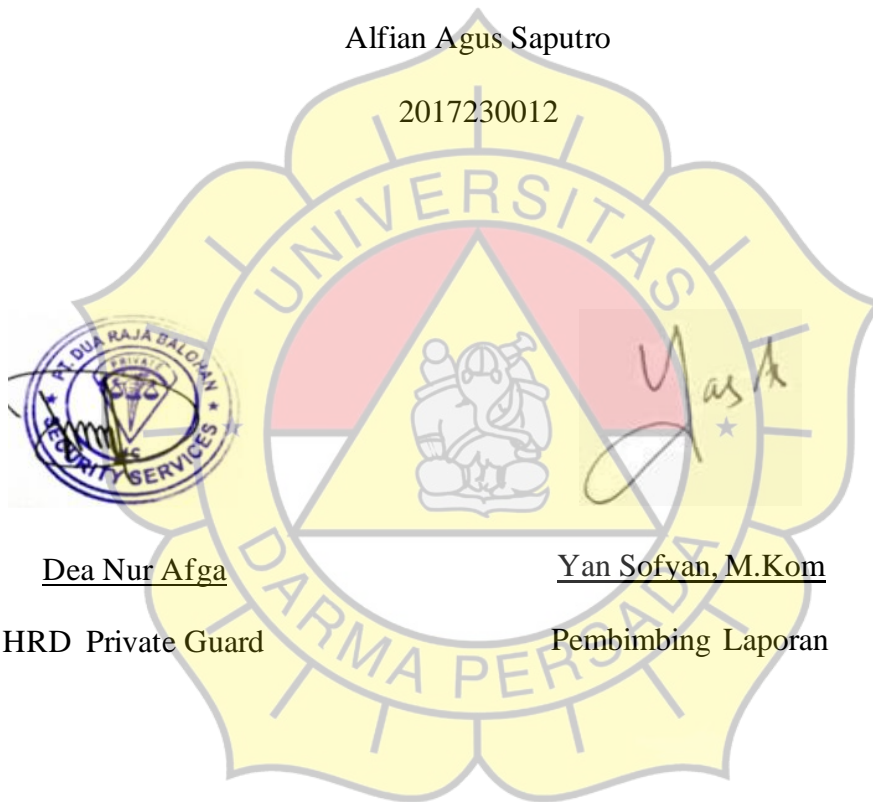 Alfian Agus Saputro
2017230012
UNIVERSITAS
PT. DUA RAJA BALOHAN
PRIVATE
SECURITY SERVICES
Dea Nur Afga
Yan Sofyan, M.Kom
HRD Private Guard
Pembimbing Laporan
DARMA PERSADA